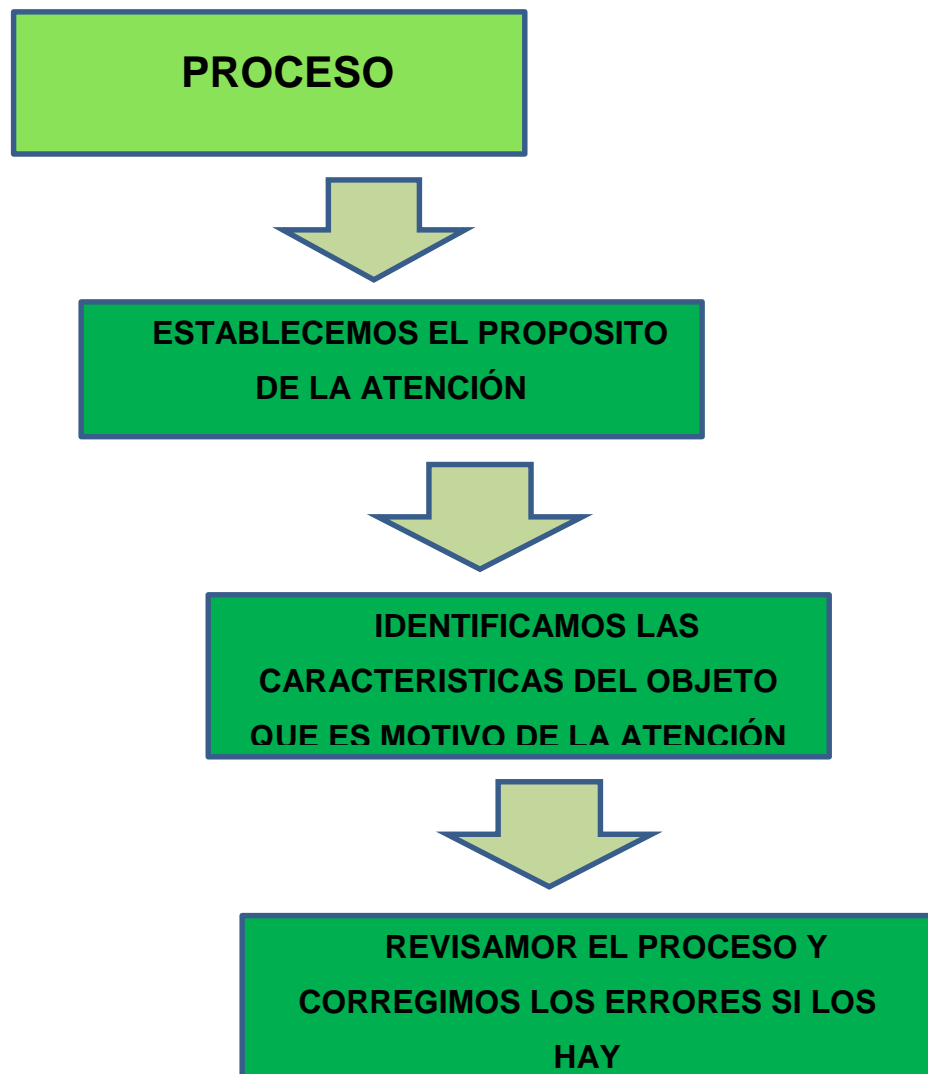 PROCESO
ESTABLECEMOS EL PROPOSITO
DE LA ATENCIÓN
IDENTIFICAMOS LAS
CARACTERISTICAS DEL OBJETO
QUE ES MOTIVO DE LA ATENCIÓN
REVISAMOR EL PROCESO Y
CORREGIMOS LOS ERRORES SI LOS
HAY